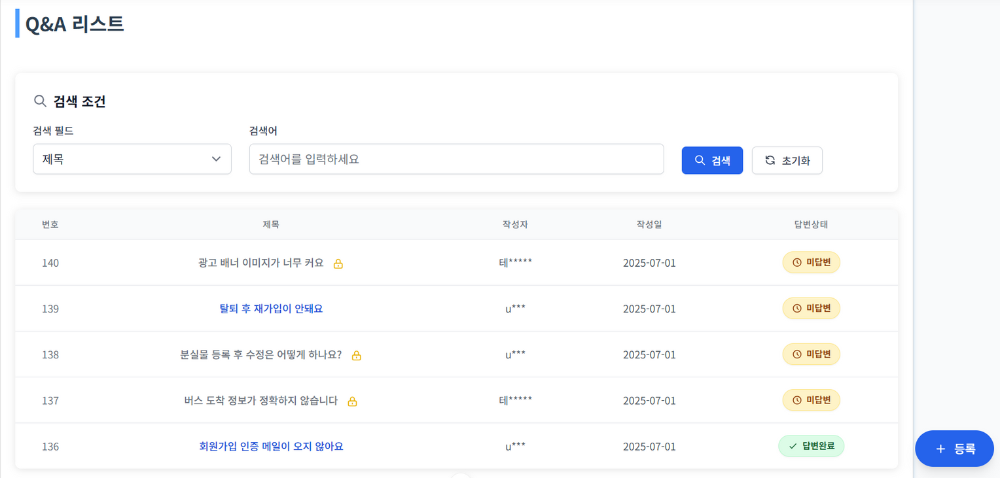 Q&A 리스트
검색 조건
검색 필드 검색어
제목 검색어를 입력하세요 검색 초기화
번호 제목 작성자 작성일 답변상태
140 광고 배너 이미지가 너무 커요 테***** 2025-07-01 미답변
139 탈퇴 후 재가입이 안돼요 u*** 2025-07-01 미답변
138 분실물 등록 후 수정은 어떻게 하나요? u*** 2025-07-01 미답변
137 버스 도착 정보가 정확하지 않습니다 테***** 2025-07-01 미답변
136 회원가입 인증 메일이 오지 않아요 u*** 2025-07-01 답변완료
+ 등록